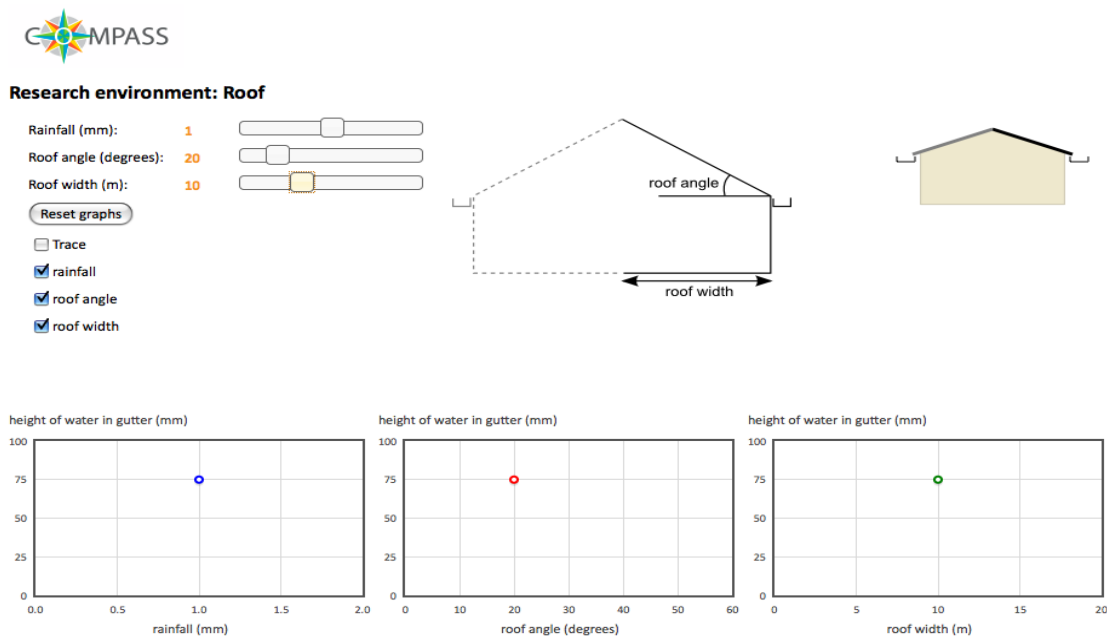 COMPASS
Research environment: Roof
Rainfall (mm): 1
Roof angle (degrees): 20
Roof width (m): 10
Reset graphs
Trace
rainfall
roof angle
roof width
roof angle
roof width
height of water in gutter (mm)
100
75
50
25
0
0.0 0.5 1.0 1.5 2.0
rainfall (mm)
height of water in gutter (mm)
100
75
50
25
0
0 10 20 30 40 50 60
roof angle (degrees)
height of water in gutter (mm)
100
75
50
25
0
0 5 10 15 20
roof width (m)